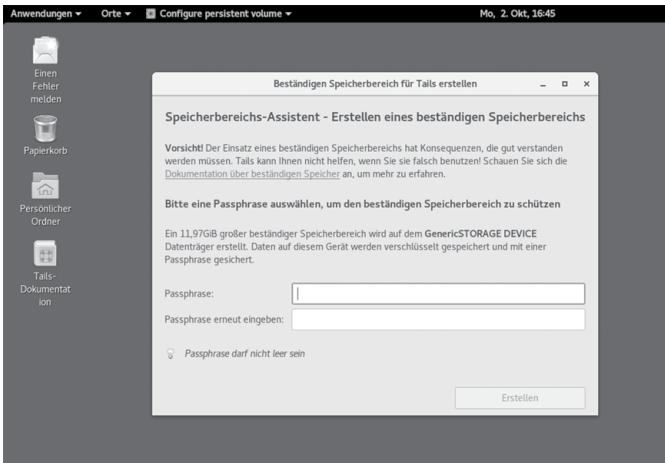 Anwendungen Orte Configure persistent volume Mo, 2. Okt, 16:45
Einen
Fehler
melden
Papierkorb
Persönlicher
Ordner
Tails-
Dokumentat
ion
Beständigen Speicherbereich für Tails erstellen
Speicherbereichs-Assistent - Erstellen eines beständigen Speicherbereichs
Vorsicht! Der Einsatz eines beständigen Speicherbereichs hat Konsequenzen, die gut verstanden
werden müssen. Tails kann Ihnen nicht helfen, wenn Sie sie falsch benutzen! Schauen Sie sich die
Dokumentation über beständigen Speicher an, um mehr zu erfahren.
Bitte eine Passphrase auswählen, um den beständigen Speicherbereich zu schützen
Ein 11,97GiB großer beständiger Speicherbereich wird auf dem GenericSTORAGE DEVICE
Datenträger erstellt. Daten auf diesem Gerät werden verschlüsselt gespeichert und mit einer
Passphrase gesichert.
Passphrase:
Passphrase erneut eingeben:
Passphrase darf nicht leer sein
Erstellen